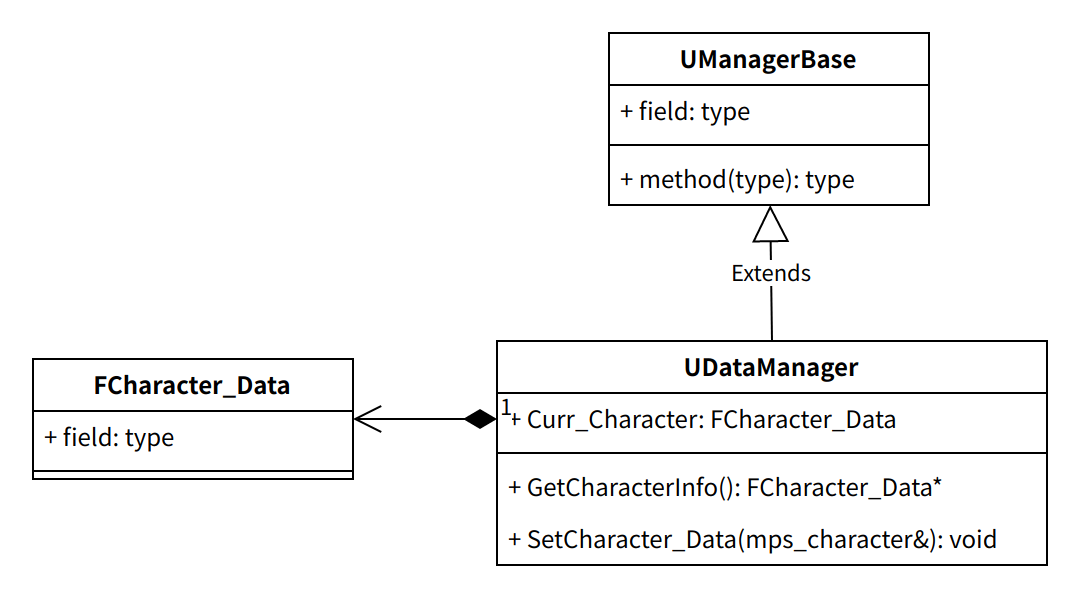 UManagerBase
+ field: type
+ method(type): type
Extends
FCharacter_Data
+ field: type
UDataManager
1
+ Curr_Character: FCharacter_Data
+ GetCharacterInfo(): FCharacter_Data*
+ SetCharacter_Data(mps_character&): void